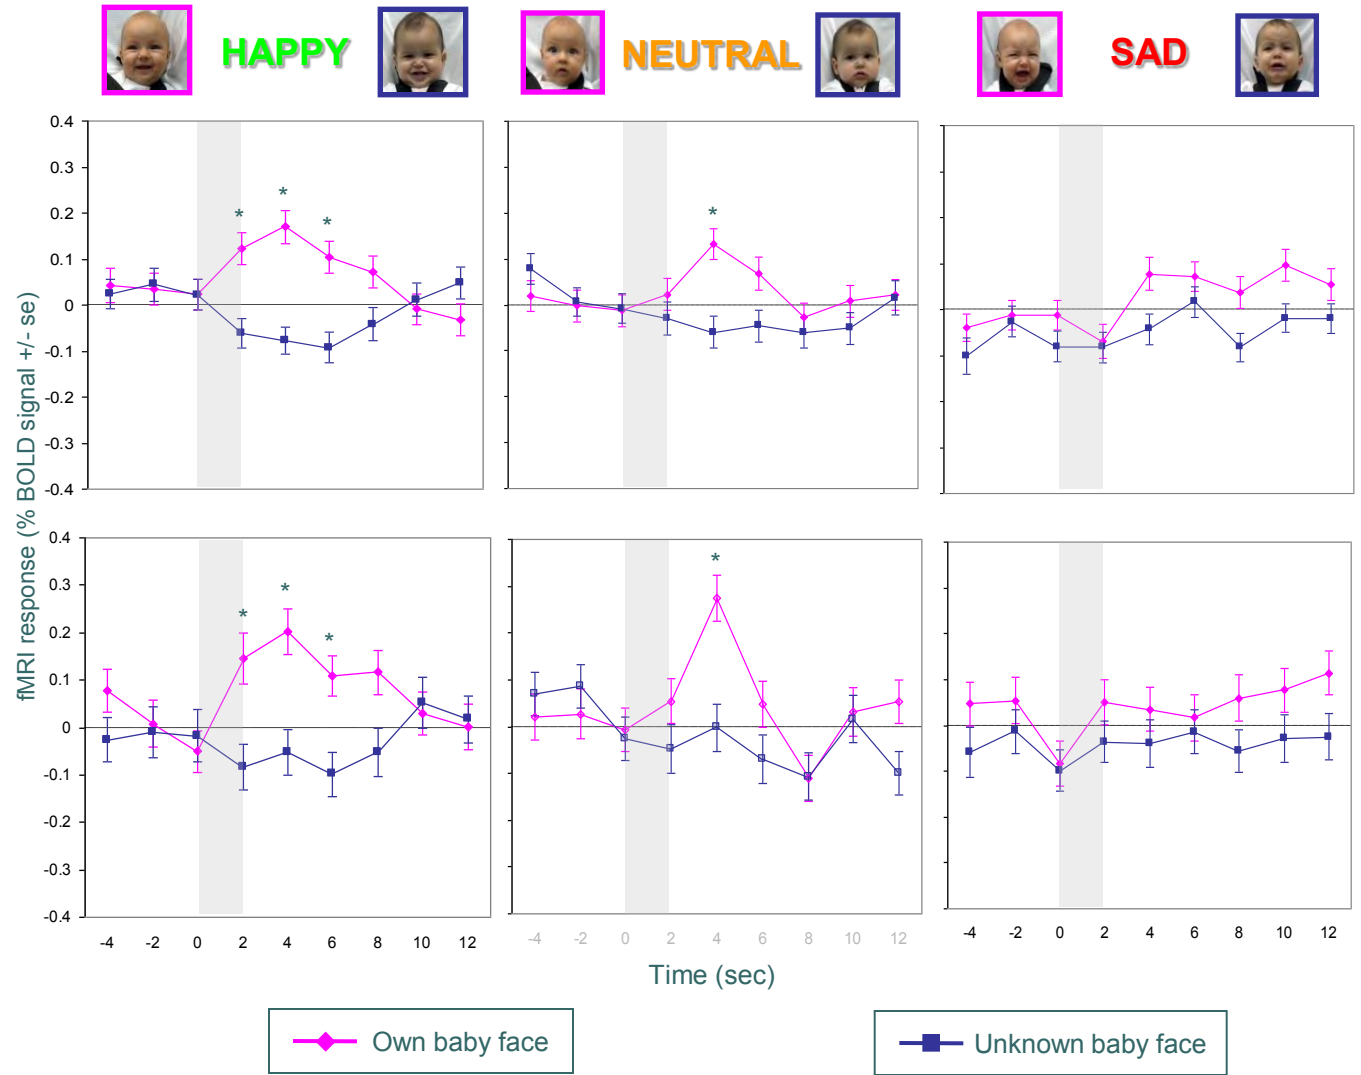 HAPPY
NEUTRAL
SAD
fMRI response (% BOLD signal +/- se)
0.4
0.3
0.2
0.1
0
-0.1
-0.2
-0.3
-0.4
* * *
*
0.4
0.3
0.2
0.1
0
-0.1
-0.2
-0.3
-0.4
* * *
*
-4 -2 0 2 4 6 8 10 12
-4 -2 0 2 4 6 8 10 12
-4 -2 0 2 4 6 8 10 12
Time (sec)
Own baby face
Unknown baby face